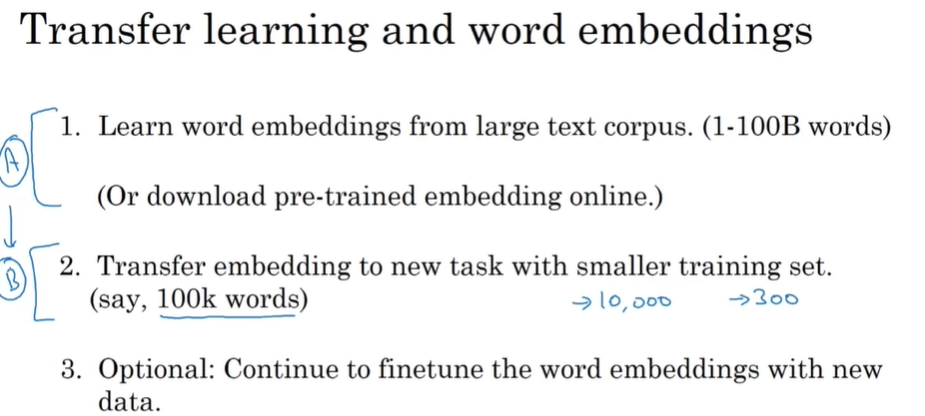 Transfer learning and word embeddings
A
1. Learn word embeddings from large text corpus. (1-100B words)
(Or download pre-trained embedding online.)
B
2. Transfer embedding to new task with smaller training set.
(say, 100k words) →10,000 →300
3. Optional: Continue to finetune the word embeddings with new
data.